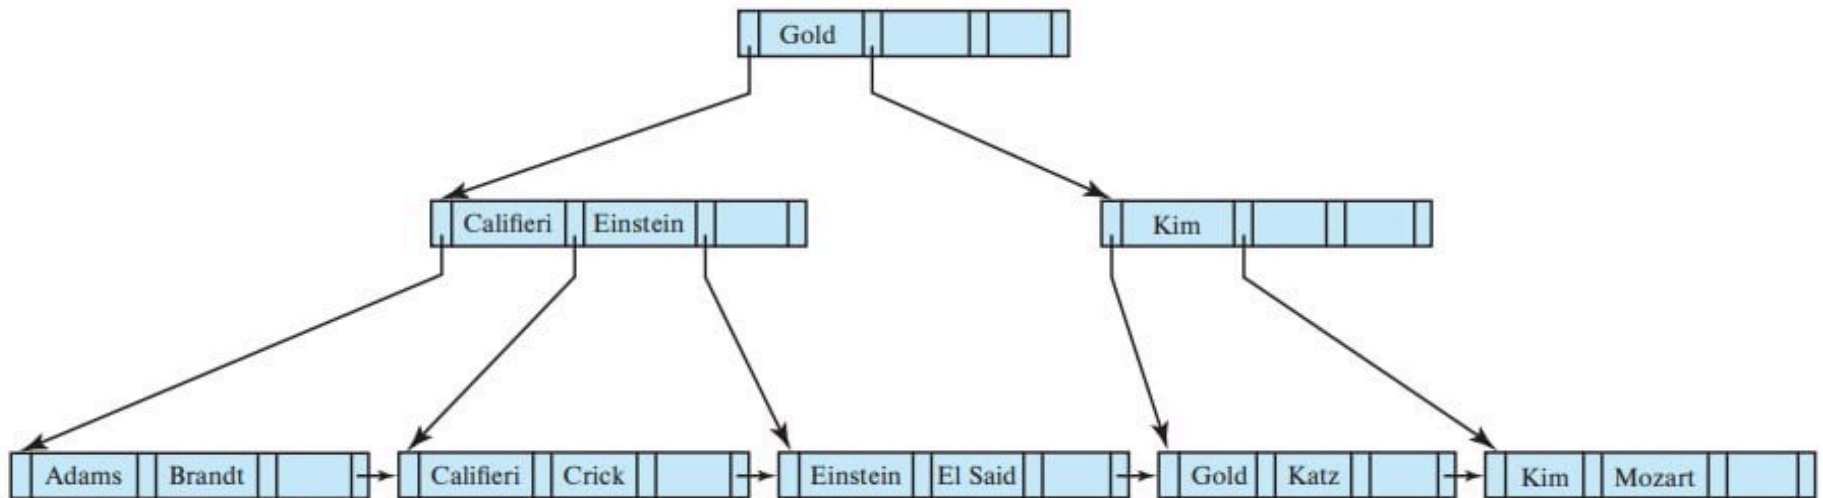 Gold
Califieri Einstein Kim
Adams Brandt Califieri Crick Einstein El Said Gold Katz Kim Mozart